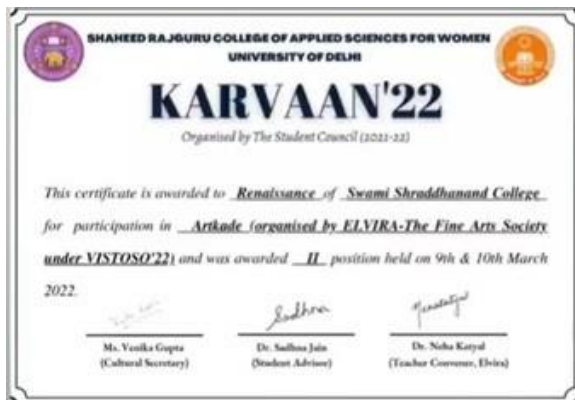 SHAHEED RAJGURU COLLEGE OF APPLIED SCIENCES FOR WOMEN
UNIVERSITY OF DELHI
KARVAAN'22
Organised by The Student Council (2021-22)
This certificate is awarded to Renaissance of Swami Shraddhanand College
for participation in Artkade (organised by ELVIRA-The Fine Arts Society
under VISTOSO'22) and was awarded II position held on 9th & 10th March
2022.
Sadhna
Ms. Venika Gupta
(Cultural Secretary)
Dr. Sadhna Jain
(Student Advisor)
Dr. Neha Katyal
(Teacher Convener, Elvira)